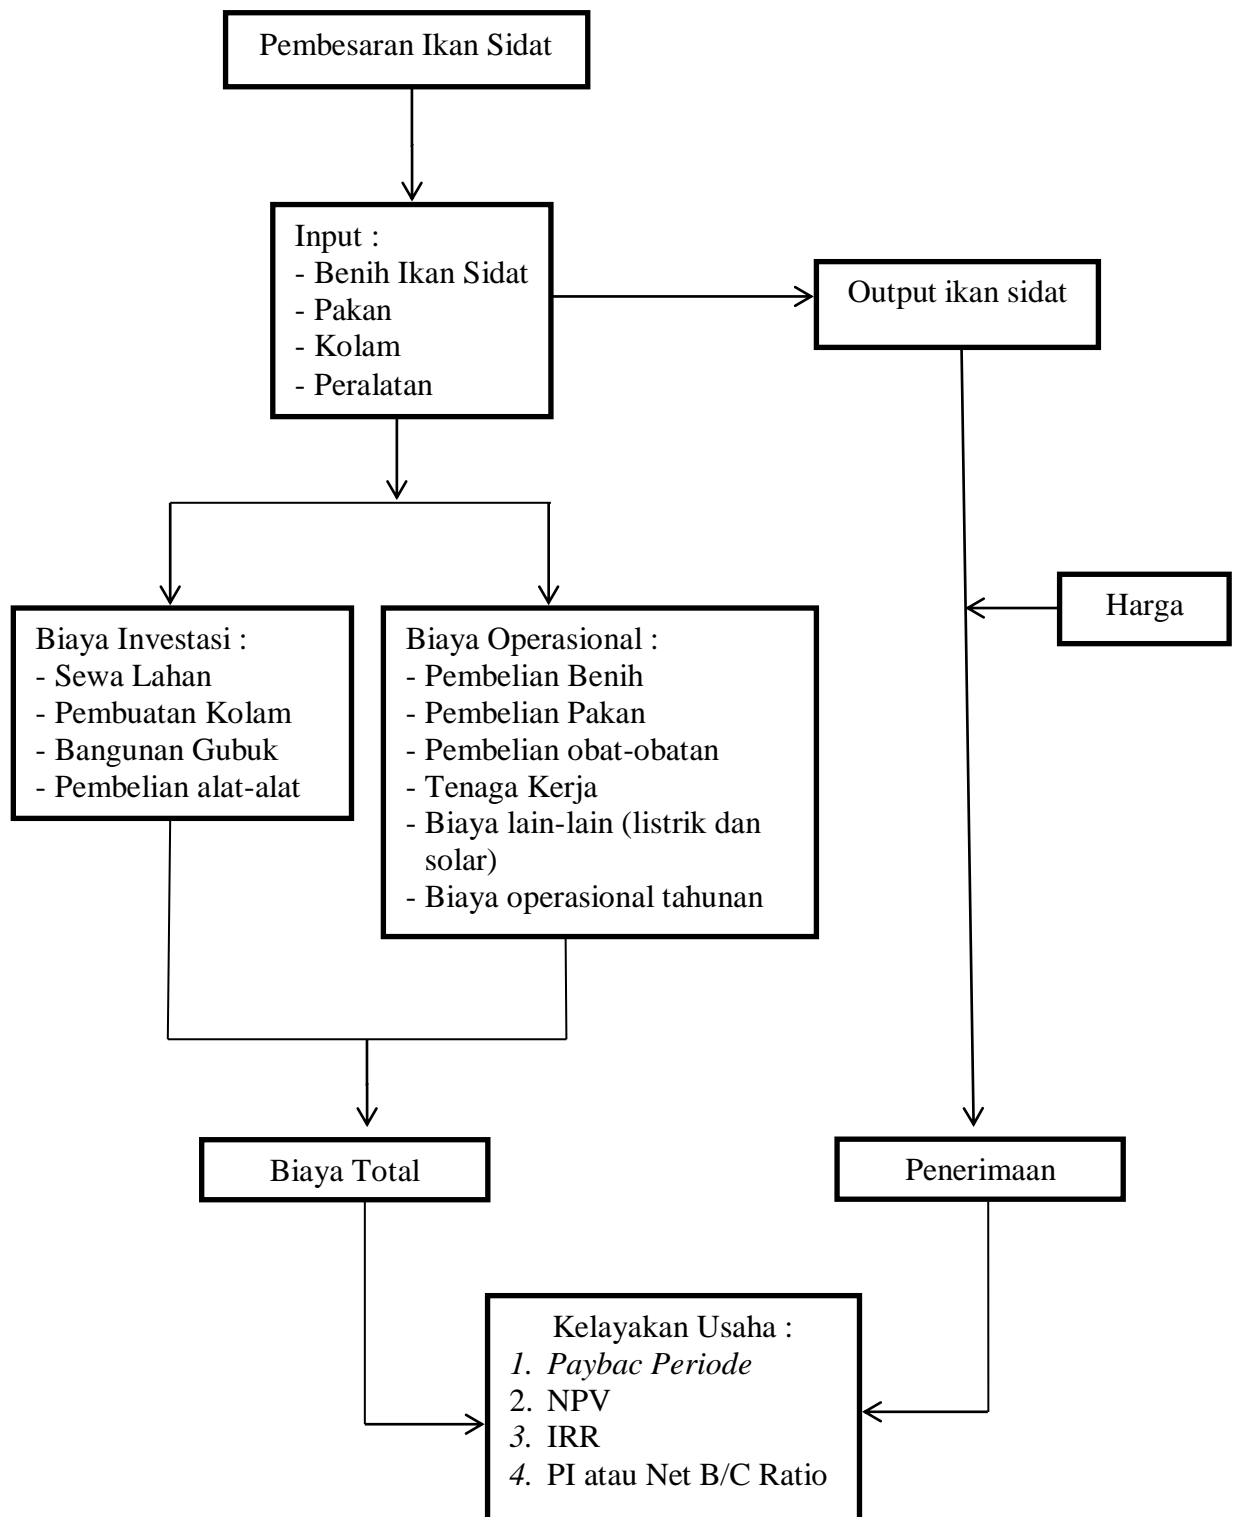 Pembesaran Ikan Sidat
Input :
- Benih Ikan Sidat
- Pakan
- Kolam
- Peralatan
Output ikan sidat
Harga
Biaya Investasi :
- Sewa Lahan
- Pembuatan Kolam
- Bangunan Gubuk
- Pembelian alat-alat
Biaya Operasional :
- Pembelian Benih
- Pembelian Pakan
- Pembelian obat-obatan
- Tenaga Kerja
- Biaya lain-lain (listrik dan
solar)
- Biaya operasional tahunan
Biaya Total
Penerimaan
Kelayakan Usaha :
1. Paybac Periode
2. NPV
3. IRR
4. PI atau Net B/C Ratio